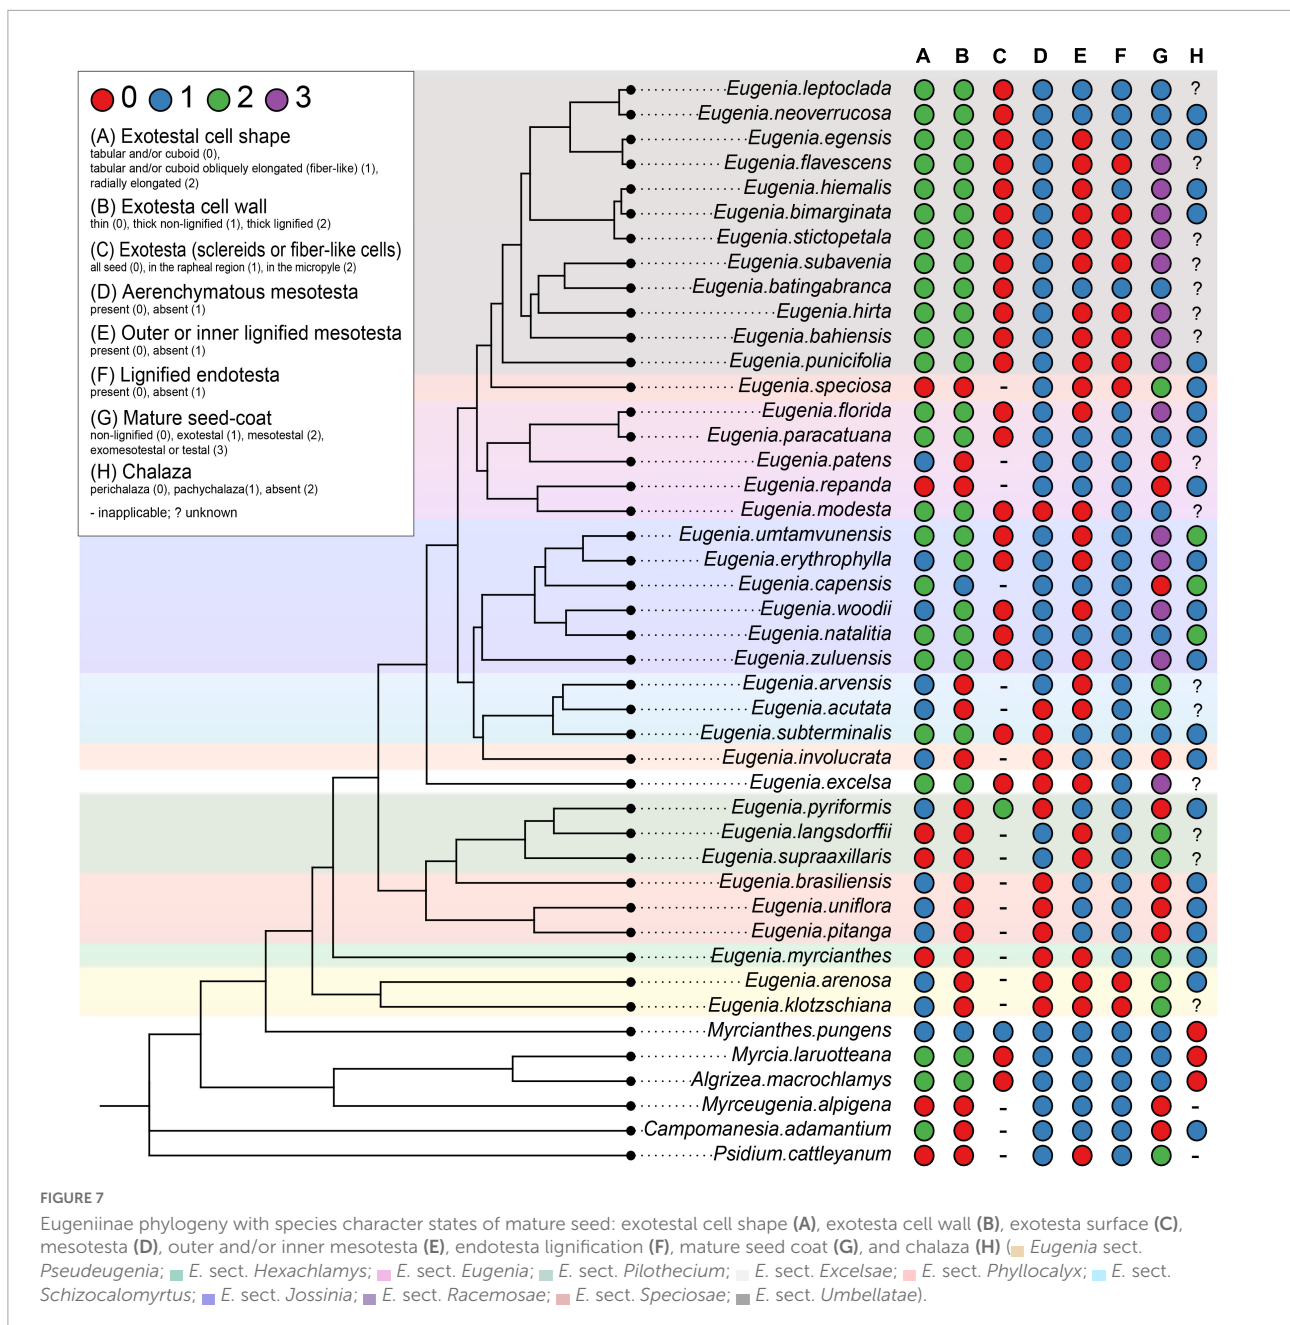 A B C D E F G H
0 1 2 3
(A) Exotestal cell shape
tabular and/or cuboid (0),
tabular and/or cuboid obliquely elongated (fiber-like) (1),
radially elongated (2)
(B) Exotesta cell wall
thin (0), thick non-lignified (1), thick lignified (2)
(C) Exotesta (sclereids or fiber-like cells)
all seed (0), in the rapheal region (1), in the micropyle (2)
(D) Aerenchymatous mesotesta
present (0), absent (1)
(E) Outer or inner lignified mesotesta
present (0), absent (1)
(F) Lignified endotesta
present (0), absent (1)
(G) Mature seed-coat
non-lignified (0), exotestal (1), mesotestal (2),
exomesotestal or testal (3)
(H) Chalaza
perichalaza (0), pachychalaza(1), absent (2)
- inapplicable; ? unknown
Eugenia.leptoclada ?
Eugenia.neoverrucosa
Eugenia.egensis
Eugenia.flavescens ?
Eugenia.hiemalis
Eugenia.bimarginata
Eugenia.stictopetala ?
Eugenia.subavenia ?
Eugenia.batingabranca ?
Eugenia.hirta ?
Eugenia.bahiensis ?
Eugenia.punicifolia
Eugenia.speciosa -
Eugenia.florida
Eugenia.paracatuana
Eugenia.patens - ?
Eugenia.repanda -
Eugenia.modesta ?
Eugenia.umtamvunensis
Eugenia.erythrophylla
Eugenia.capensis -
Eugenia.woodii
Eugenia.natalitia
Eugenia.zuluensis
Eugenia.arvensis - ?
Eugenia.acutata - ?
Eugenia.subterminalis
Eugenia.involucrata -
Eugenia.excelsa ?
Eugenia.pyriformis
Eugenia.langsdorffii - ?
Eugenia.supraaxillaris - ?
Eugenia.brasiliensis -
Eugenia.uniflora -
Eugenia.pitanga -
Eugenia.myrcianthes -
Eugenia.arenosa -
Eugenia.klotzschiana - ?
Myrcianthes.pungens
Myrcia.laruotteana
Algrizea.macrochlamys
Myrceugenia.alpigena - -
Campomanesia.adamantium -
Psidium.cattleyanum - -
FIGURE 7
Eugeniinae phylogeny with species character states of mature seed: exotestal cell shape (A), exotesta cell wall (B), exotesta surface (C),
mesotesta (D), outer and/or inner mesotesta (E), endotesta lignification (F), mature seed coat (G), and chalaza (H) ( Eugenia sect.
Pseudeugenia; E. sect. Hexachlamys; E. sect. Eugenia; E. sect. Pilothecium; E. sect. Excelsae; E. sect. Phyllocalyx; E. sect.
Schizocalomyrtus; E. sect. Jossinia; E. sect. Racemosae; E. sect. Speciosae; E. sect. Umbellatae).